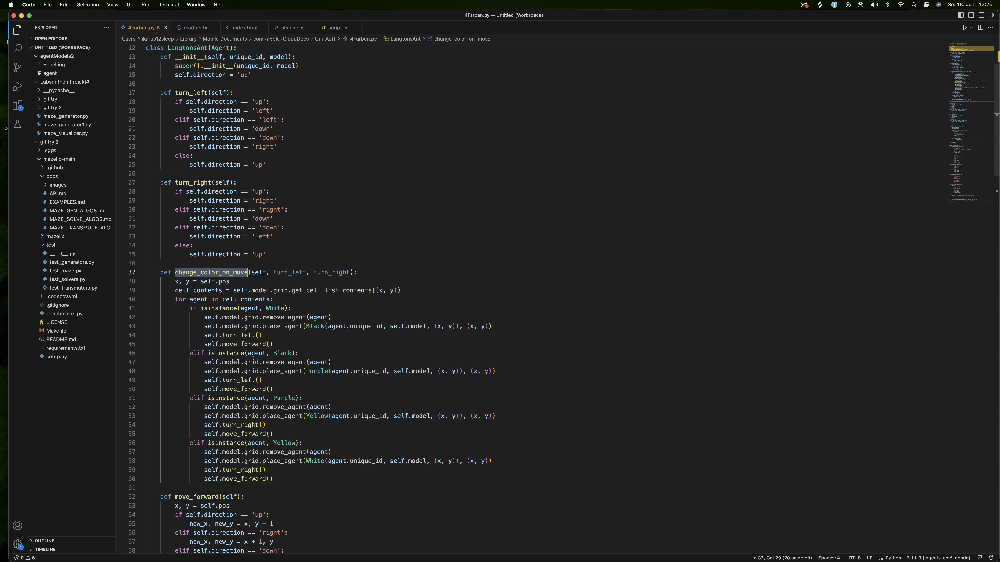 Code File Edit Selection View Go Run Terminal Window Help So. 18. Juni 17:26
4Farben.py — Untitled (Workspace)
EXPLORER
OPEN EDITORS
UNTITLED (WORKSPACE)
agentModels2
Schelling
agent
Labyrinthen Projekt#
__pycache__
git try
git try 2
maze_generator.py
maze_generator1.py
maze_visualizer.py
git try 2
.eggs
mazelib-main
.github
docs
images
API.md
EXAMPLES.md
MAZE_GEN_ALGOS.md
MAZE_SOLVE_ALGOS.md
MAZE_TRANSMUTE_ALG...
mazelib
test
__init__.py
test_generators.py
test_maze.py
test_solvers.py
test_transmuters.py
.codecov.yml
.gitignore
benchmarks.py
LICENSE
Makefile
README.md
requirements.txt
setup.py
OUTLINE
TIMELINE
1
1
D
4Farben.py 6 readme.txt index.html styles.css JS script.js
Users > ikarus12sleep > Library > Mobile Documents > com~apple~CloudDocs > Uni stuff > 4Farben.py > LangtonsAnt > change_color_on_move
12 class LangtonsAnt(Agent):
13 def __init__(self, unique_id, model):
14 super().__init__(unique_id, model)
15 self.direction = 'up'
16
17 def turn_left(self):
18 if self.direction == 'up':
19 self.direction = 'left'
20 elif self.direction == 'left':
21 self.direction = 'down'
22 elif self.direction == 'down':
23 self.direction = 'right'
24 else:
25 self.direction = 'up'
26
27 def turn_right(self):
28 if self.direction == 'up':
29 self.direction = 'right'
30 elif self.direction == 'right':
31 self.direction = 'down'
32 elif self.direction == 'down':
33 self.direction = 'left'
34 else:
35 self.direction = 'up'
36
37 def change_color_on_move(self, turn_left, turn_right):
38 x, y = self.pos
39 cell_contents = self.model.grid.get_cell_list_contents((x, y))
40 for agent in cell_contents:
41 if isinstance(agent, White):
42 self.model.grid.remove_agent(agent)
43 self.model.grid.place_agent(Black(agent.unique_id, self.model, (x, y)), (x, y))
44 self.turn_left()
45 self.move_forward()
46 elif isinstance(agent, Black):
47 self.model.grid.remove_agent(agent)
48 self.model.grid.place_agent(Purple(agent.unique_id, self.model, (x, y)), (x, y))
49 self.turn_left()
50 self.move_forward()
51 elif isinstance(agent, Purple):
52 self.model.grid.remove_agent(agent)
53 self.model.grid.place_agent(Yellow(agent.unique_id, self.model, (x, y)), (x, y))
54 self.turn_right()
55 self.move_forward()
56 elif isinstance(agent, Yellow):
57 self.model.grid.remove_agent(agent)
58 self.model.grid.place_agent(White(agent.unique_id, self.model, (x, y)), (x, y))
59 self.turn_right()
60 self.move_forward()
61
62 def move_forward(self):
63 x, y = self.pos
64 if self.direction == 'up':
65 new_x, new_y = x, y - 1
66 elif self.direction == 'right':
67 new_x, new_y = x + 1, y
68 elif self.direction == 'down':
0 6 Ln 37, Col 29 (20 selected) Spaces: 4 UTF-8 LF Python 3.11.3 ('Agents-env': conda)